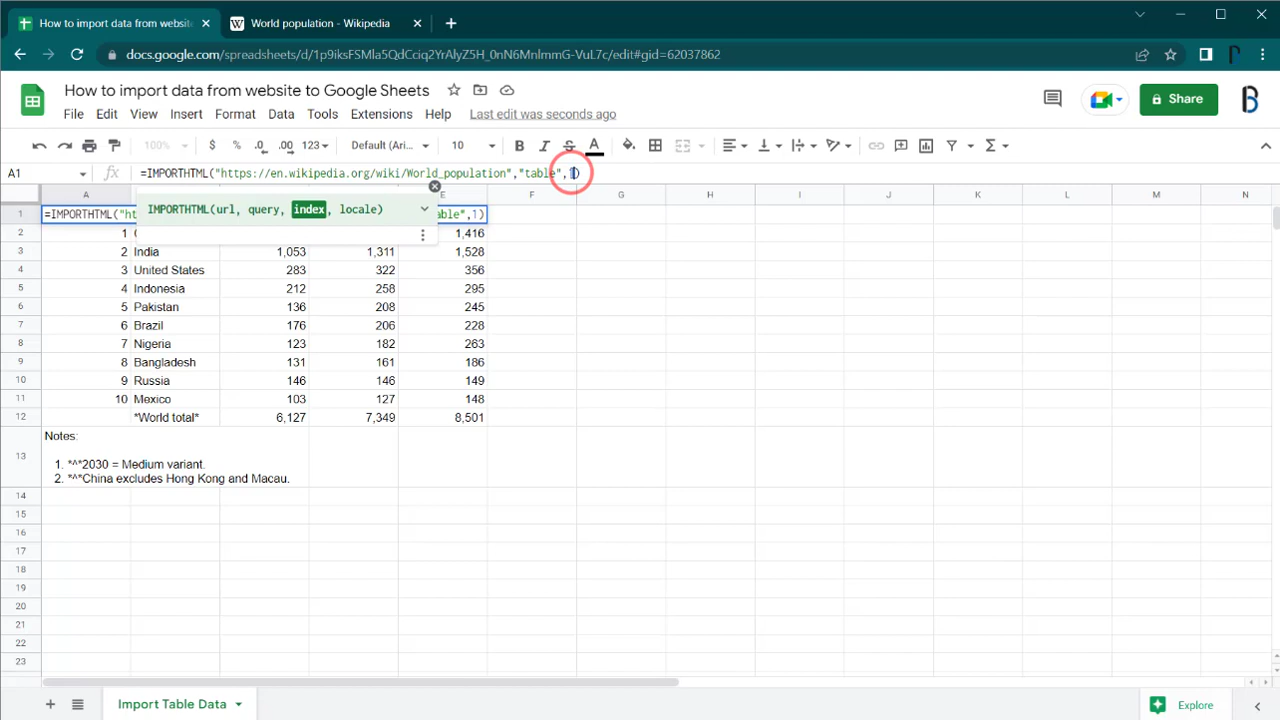 How to import data from website
World population - Wikipedia
docs.google.com/spreadsheets/d/1p9iksFSMla5QdCciq2YrAlyZ5H_0nN6MnlmmG-VuL7c/edit#gid=62037862
How to import data from website to Google Sheets
File Edit View Insert Format Data Tools Extensions Help Last edit was seconds ago
Share
100% $ % .0 .00 123 Default (Ari... 10 B I S A
A1 fx =IMPORTHTML("https://en.wikipedia.org/wiki/World_population","table",1)
A E F G H I J K L M N
IMPORTHTML(url, query, index, locale)
1 =IMPORTHTML("ht able",1)
2 1 1,416
3 2 India 1,053 1,311 1,528
4 3 United States 283 322 356
5 4 Indonesia 212 258 295
6 5 Pakistan 136 208 245
7 6 Brazil 176 206 228
8 7 Nigeria 123 182 263
9 8 Bangladesh 131 161 186
10 9 Russia 146 146 149
11 10 Mexico 103 127 148
12 *World total* 6,127 7,349 8,501
13 Notes:
1. *^*2030 = Medium variant.
2. *^*China excludes Hong Kong and Macau.
14
15
16
17
18
19
20
21
22
23
Import Table Data
Explore